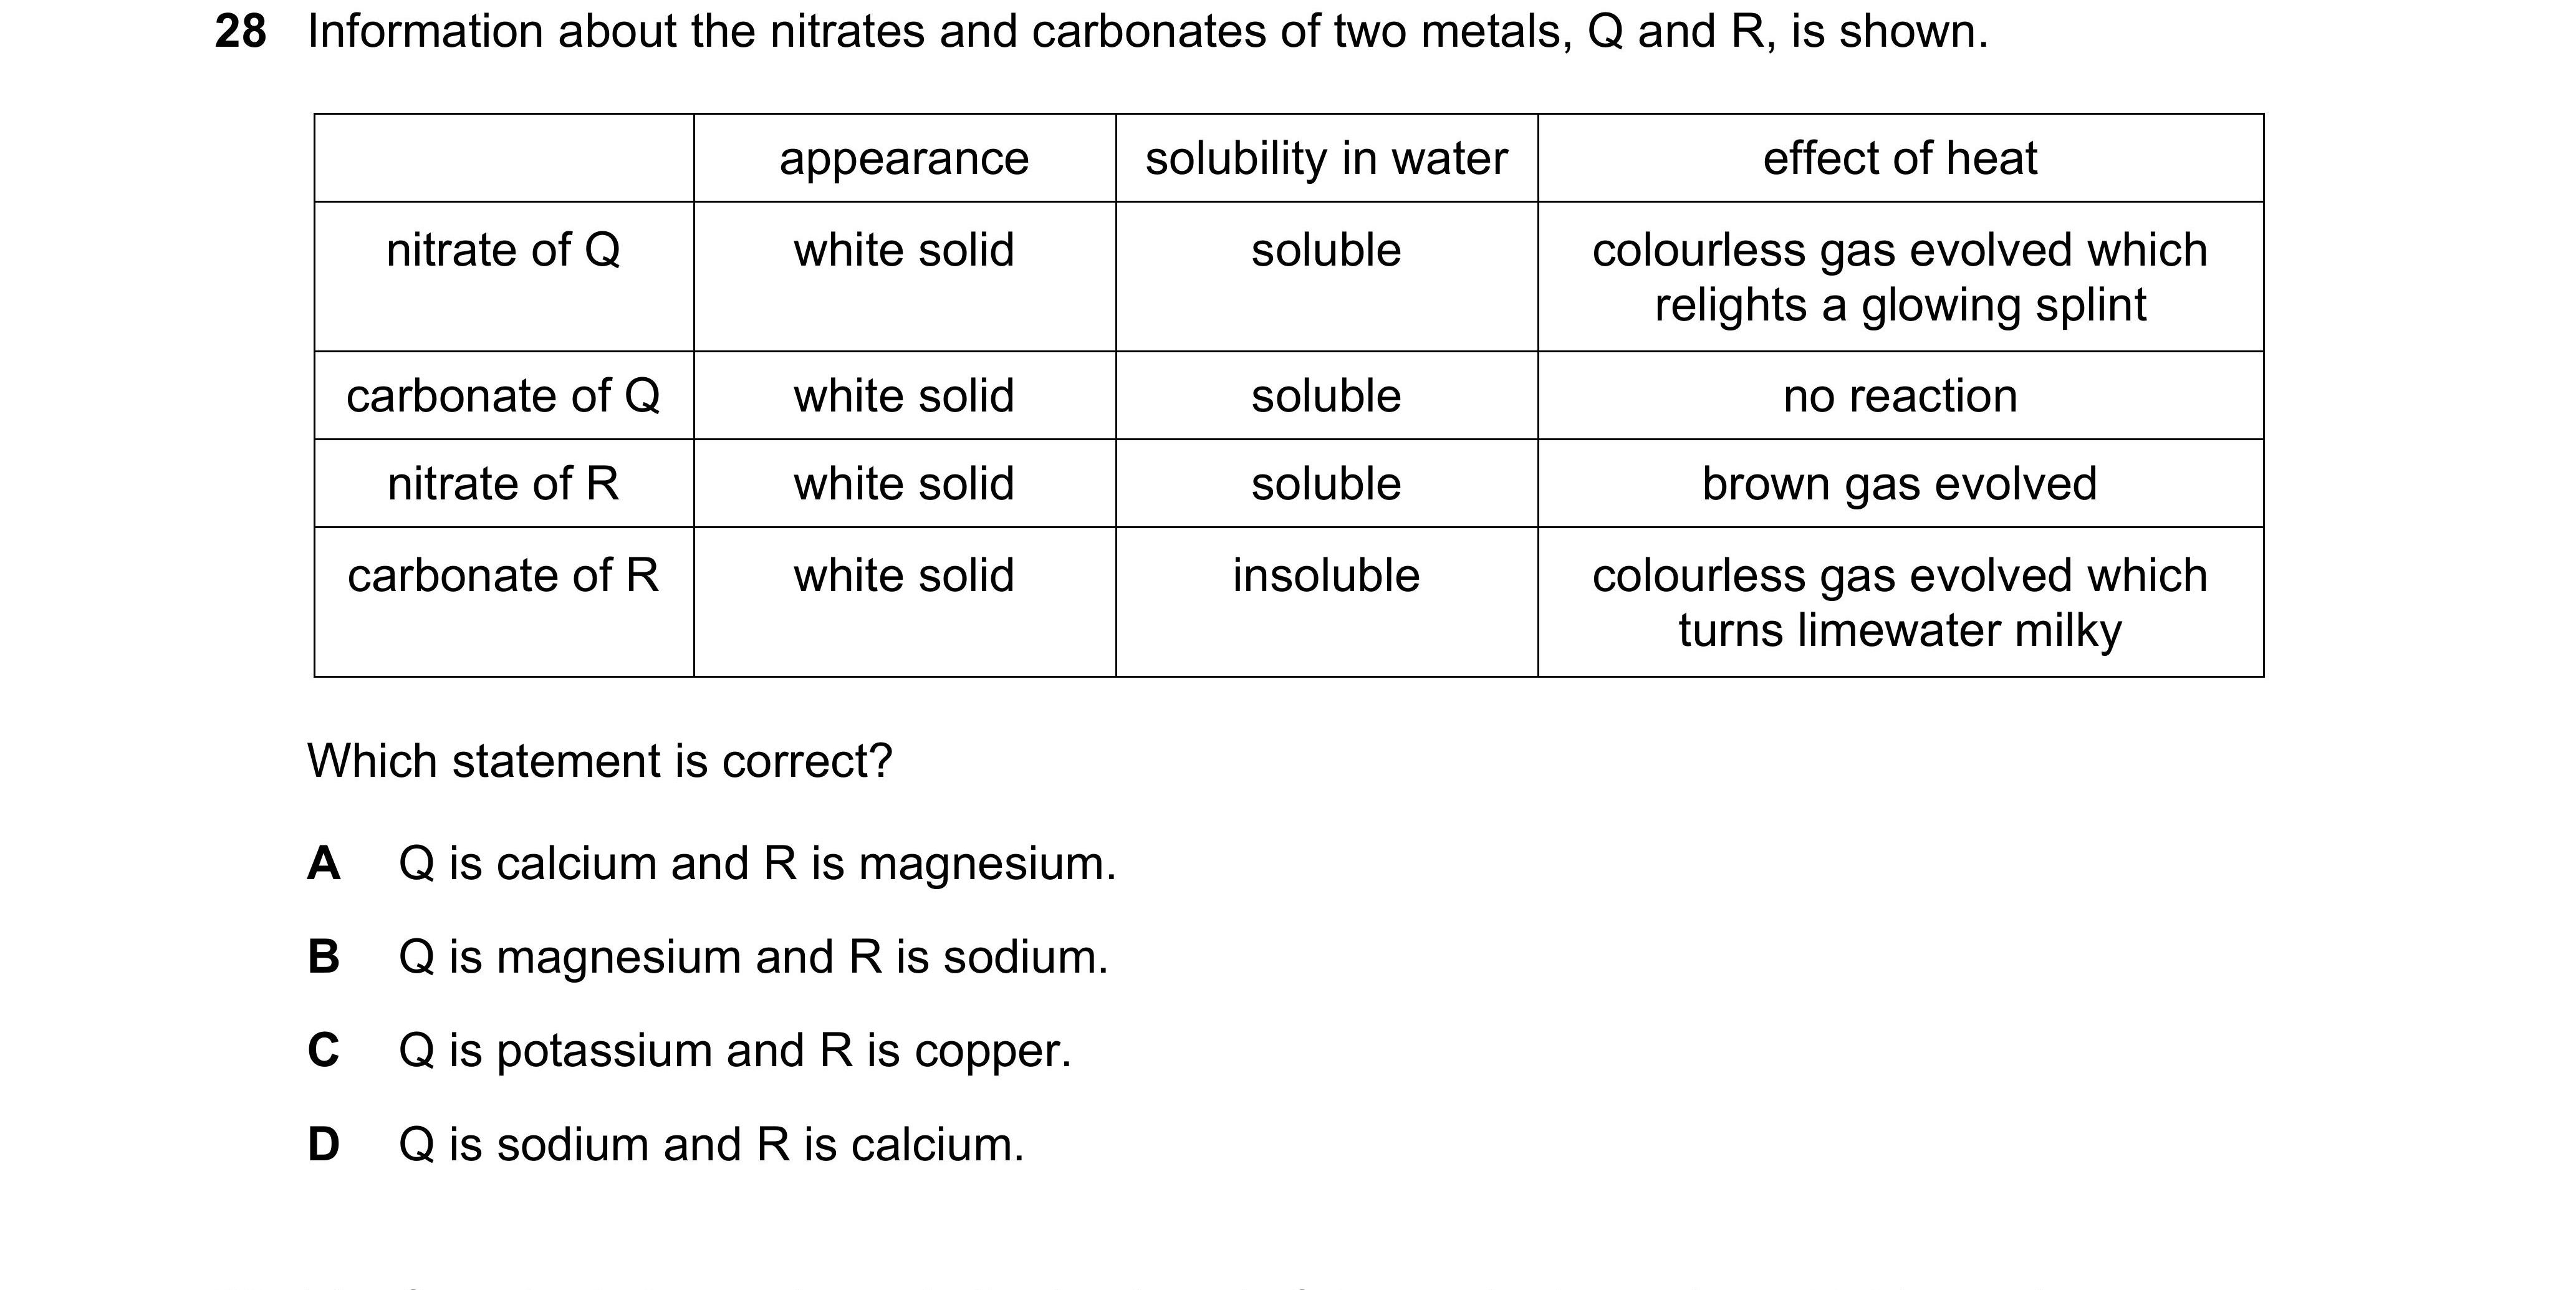 28 Information about the nitrates and carbonates of two metals, Q and R, is shown.
appearance solubility in water effect of heat
nitrate of Q white solid soluble colourless gas evolved which
relights a glowing splint
carbonate of Q white solid soluble no reaction
nitrate of R white solid soluble brown gas evolved
carbonate of R white solid insoluble colourless gas evolved which
turns limewater milky
Which statement is correct?
A Q is calcium and R is magnesium.
B Q is magnesium and R is sodium.
C Q is potassium and R is copper.
D Q is sodium and R is calcium.